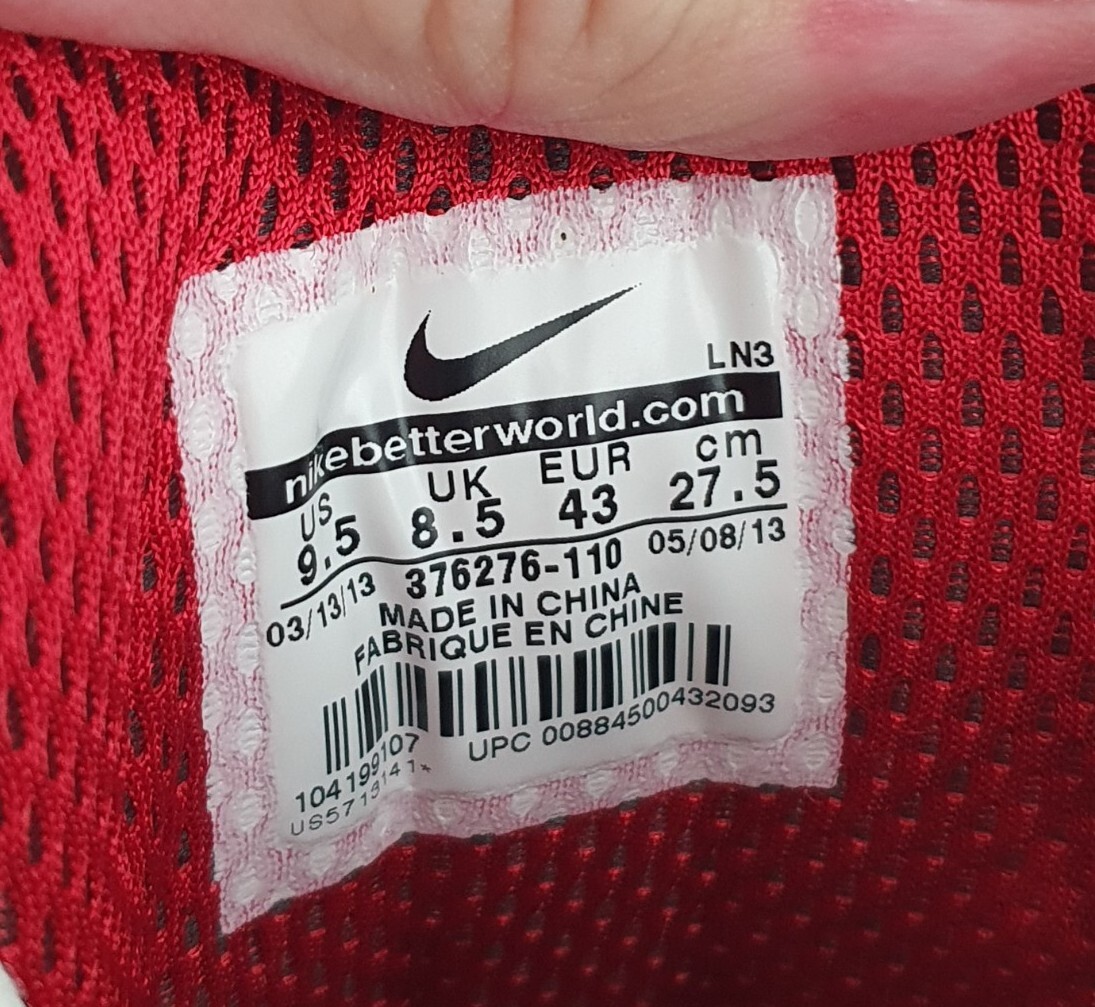 LN3
nikebetterworld.com
US UK EUR cm
9.5 8.5 43 27.5
03/13/13 376276-110 05/08/13
MADE IN CHINA
FABRIQUE EN CHINE
104199107 UPC 00884500432093